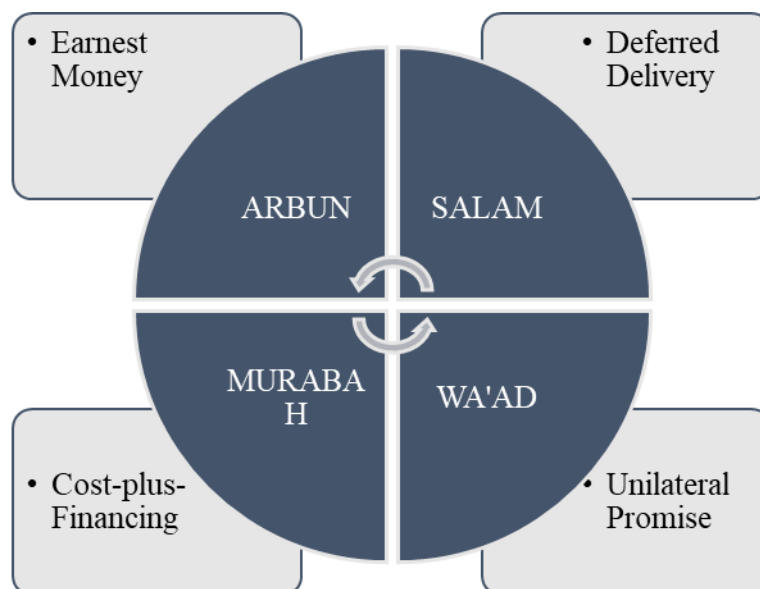 • Earnest
Money
• Deferred
Delivery
ARBUN
SALAM
MURABA
H
WA'AD
• Cost-plus-
Financing
• Unilateral
Promise